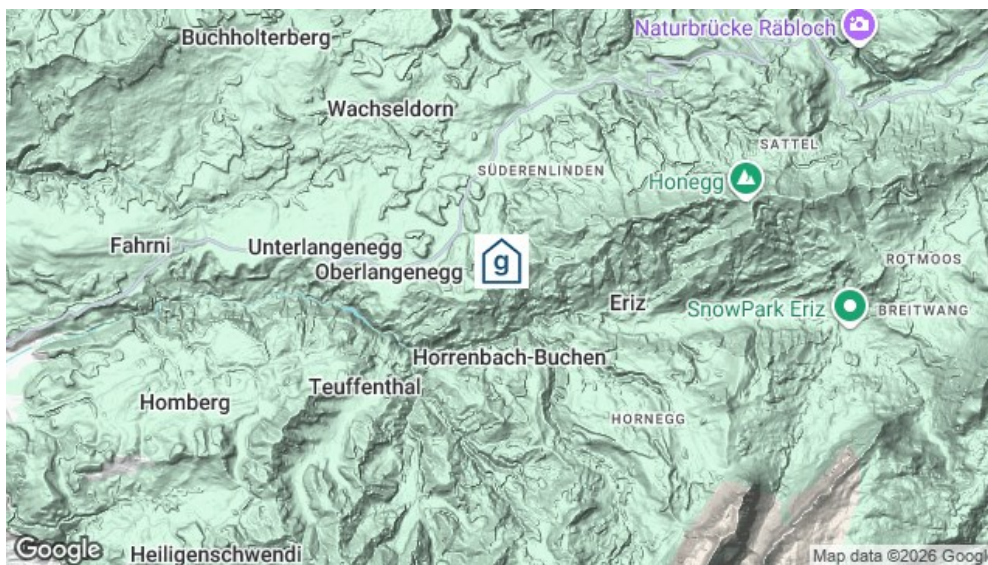 Naturbrücke Räbloch
Buchholterberg
Wachseldorn
SATTEL
SÜDERENLINDEN
Honegg
Fahrni
Unterlangenegg
Oberlangenegg
g
ROTMOOS
Eriz
SnowPark Eriz
BREITWANG
Horrenbach-Buchen
Teuffenthal
Homberg
HORNEGG
Heiligenschwendi
Google
Map data ©2026 Googl